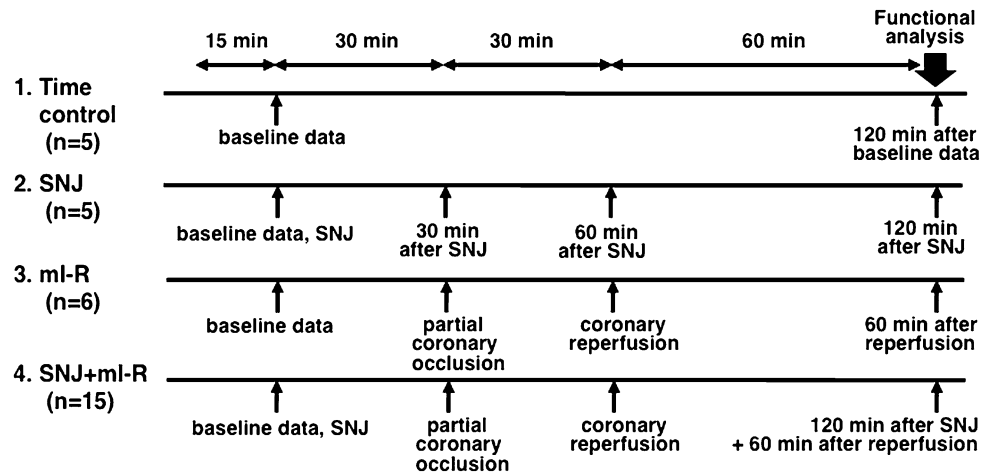 Functional
analysis
15 min 30 min 30 min 60 min
1. Time
control
(n=5)
baseline data
120 min after
baseline data
2. SNJ
(n=5)
baseline data, SNJ
30 min
after SNJ
60 min
after SNJ
120 min
after SNJ
3. mI-R
(n=6)
baseline data
partial
coronary
occlusion
coronary
reperfusion
60 min after
reperfusion
4. SNJ+mI-R
(n=15)
baseline data, SNJ
partial
coronary
occlusion
coronary
reperfusion
120 min after SNJ
+ 60 min after reperfusion